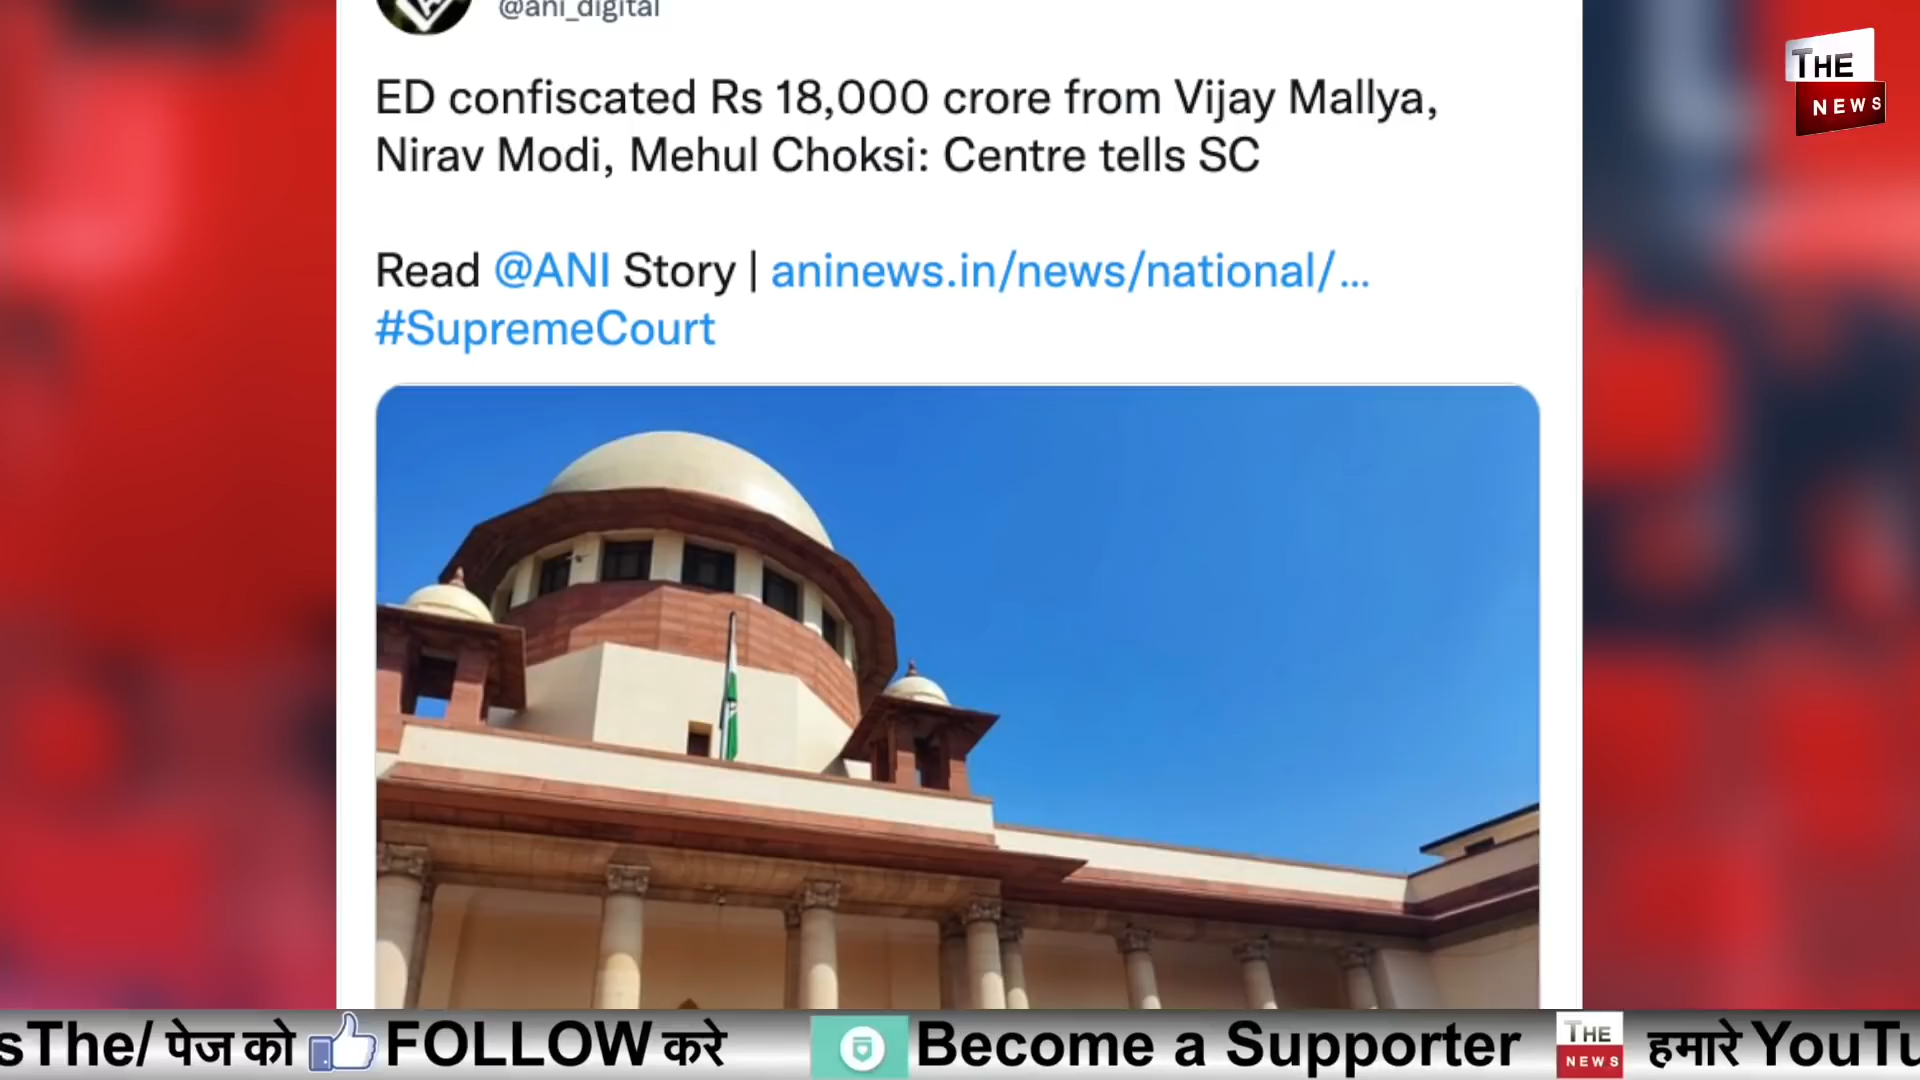 @ani_digital
THE
NEWS
ED confiscated Rs 18,000 crore from Vijay Mallya,
Nirav Modi, Mehul Choksi: Centre tells SC
Read @ANI Story | aninews.in/news/national/...
#SupremeCourt
sThe/ पेज को FOLLOW करे Become a Supporter THE NEWS हमारे YouTu